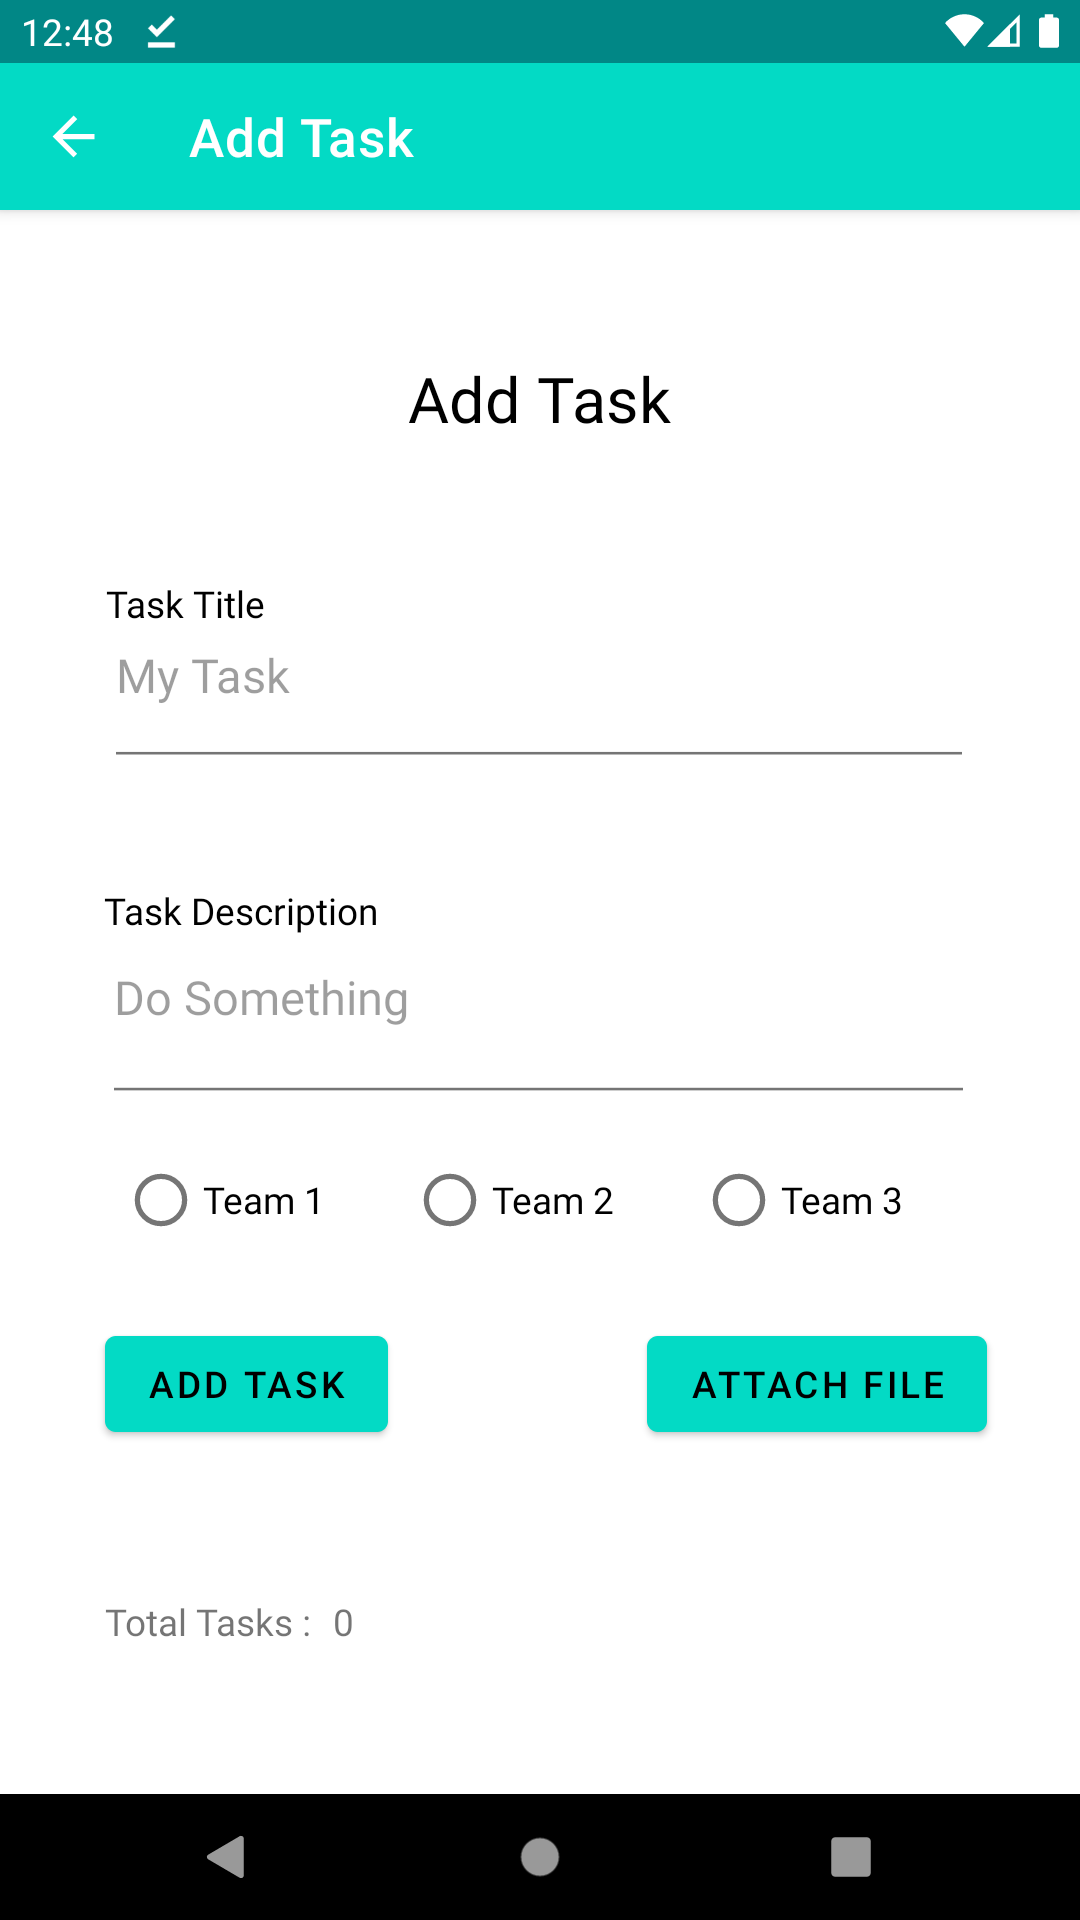 12:48
Add Task
Add Task
Task Title
My Task
Task Description
Do Something
Team 1 Team 2 Team 3
ADD TASK ATTACH FILE
Total Tasks : 0